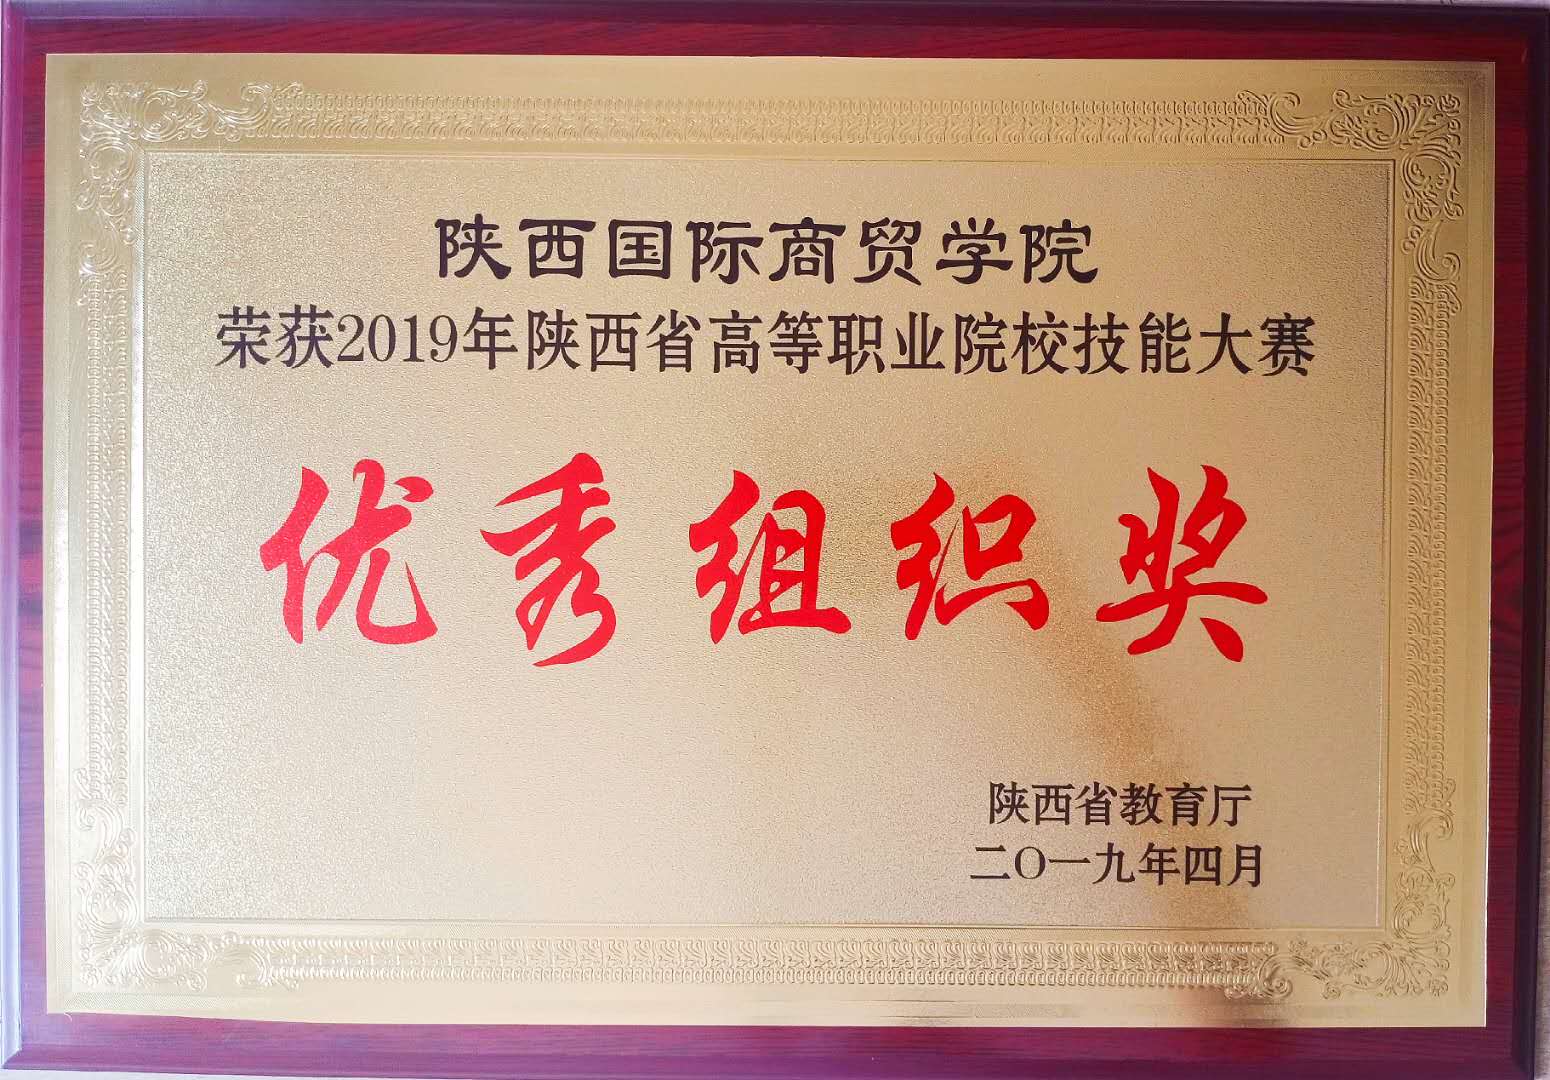 陕西国际商贸学院
荣获2019年陕西省高等职业院校技能大赛
优秀组织奖
陕西省教育厅
二〇一九年四月